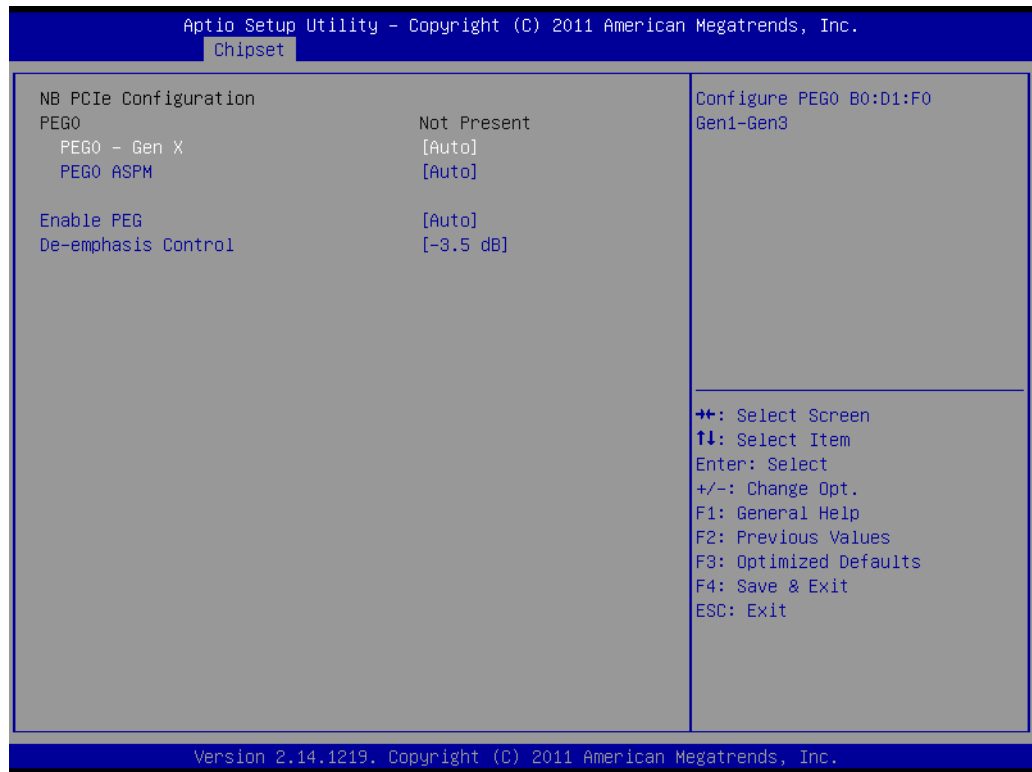 Aptio Setup Utility – Copyright (C) 2011 American Megatrends, Inc.
Chipset
NB PCIe Configuration
PEG0 Not Present
PEG0 – Gen X [Auto]
PEG0 ASPM [Auto]
Enable PEG [Auto]
De-emphasis Control [-3.5 dB]
Configure PEG0 B0:D1:F0
Gen1-Gen3
→←: Select Screen
↑↓: Select Item
Enter: Select
+/-: Change Opt.
F1: General Help
F2: Previous Values
F3: Optimized Defaults
F4: Save & Exit
ESC: Exit
Version 2.14.1219. Copyright (C) 2011 American Megatrends, Inc.